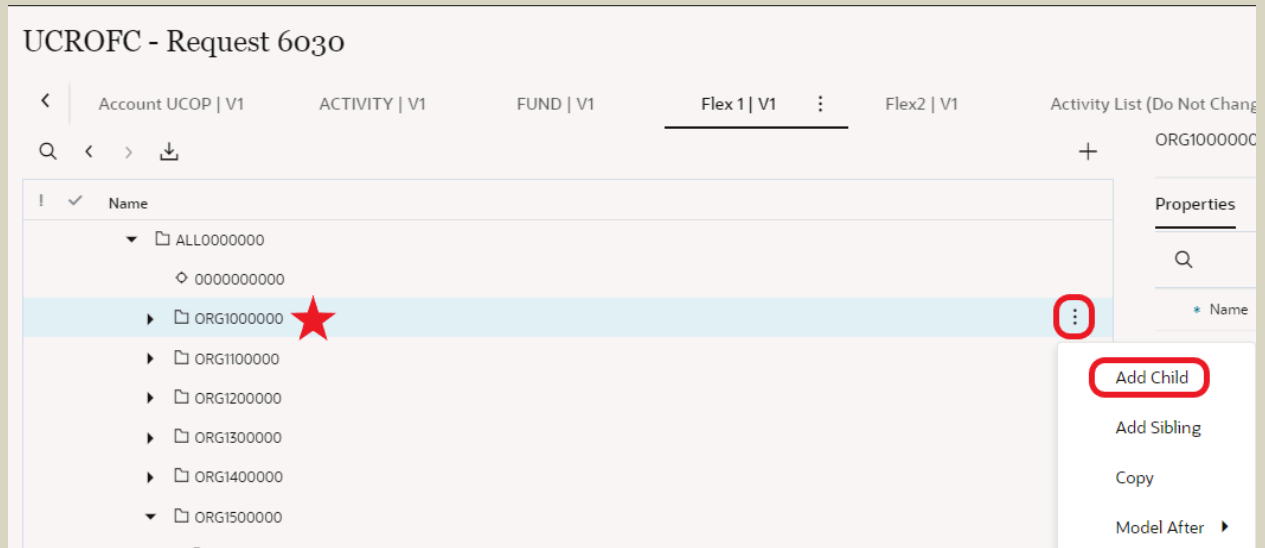 UCROFC - Request 6030
Account UCOP | V1 ACTIVITY | V1 FUND | V1 Flex 1 | V1 Flex2 | V1 Activity List (Do Not Chang
ORG1000000
! Name
Properties
ALL0000000
0000000000
ORG1000000
* Name
ORG1100000
Add Child
ORG1200000
Add Sibling
ORG1300000
ORG1400000
Copy
ORG1500000
Model After